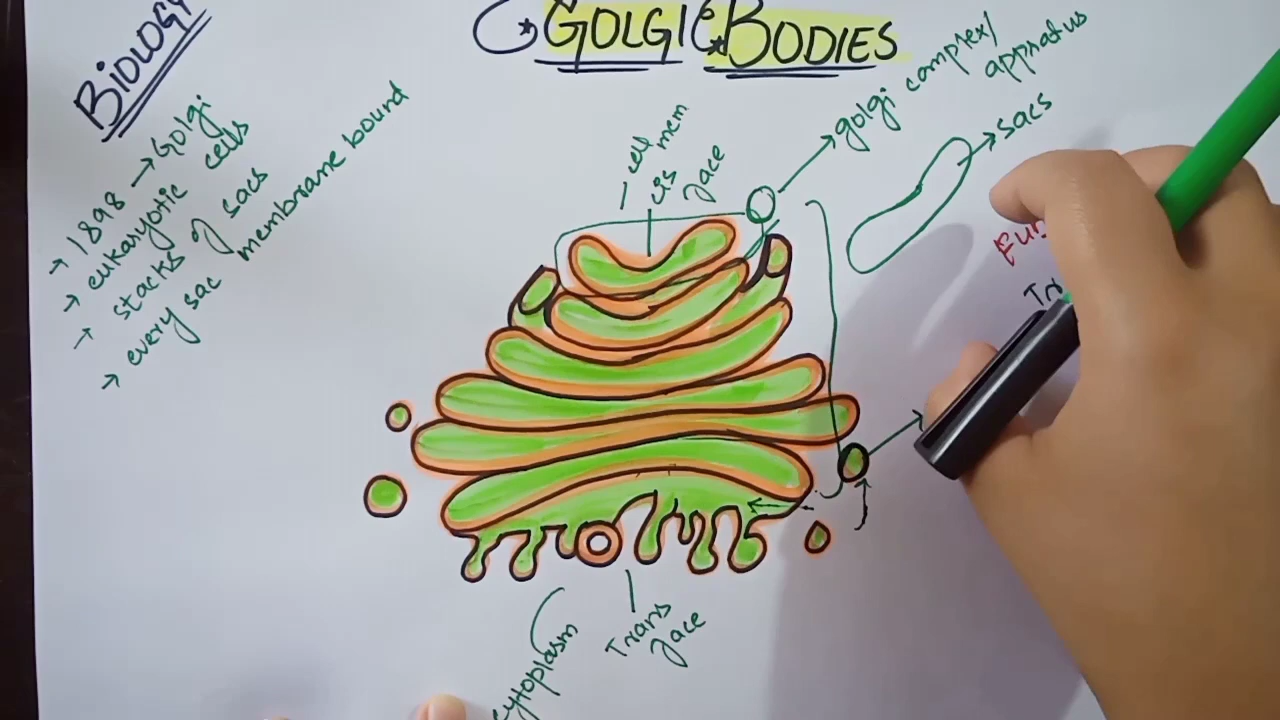 BIOLOGY
GOLGI BODIES
→ 1898 → Golgi
→ eukaryotic cells
→ stacks of sacs
→ every sac membrane bound
cell mem
cis
face
→ golgi complex/
appratus
→ sacs
Trans
face
cytoplasm